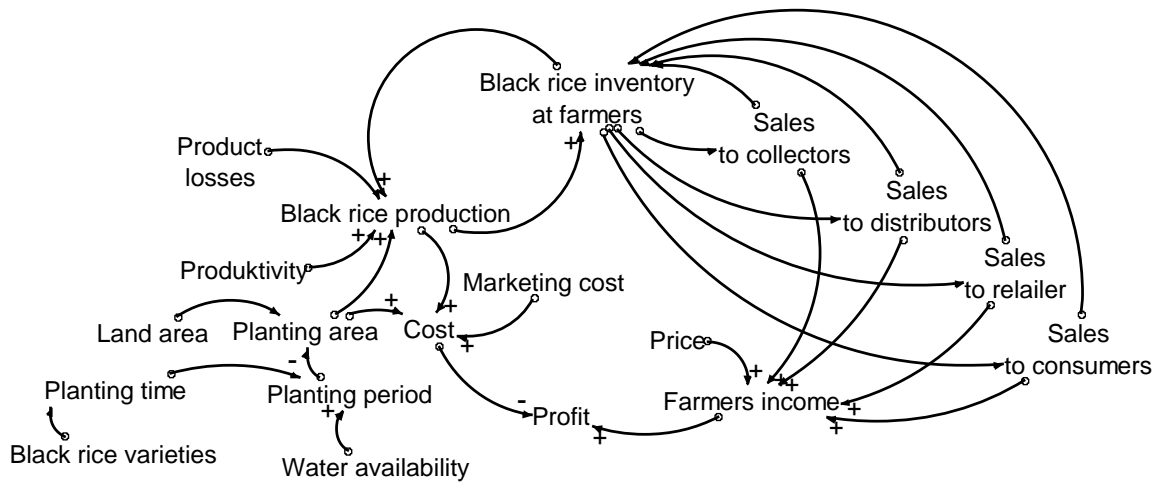 Black rice inventory
at farmers
+
Sales
to collectors
Product
losses
+
Sales
to distributors
Black rice production
+
+
Produktivity
Marketing cost
Sales
to relailer
Land area
Planting area
+
Cost
+
+
Price
Sales
to consumers
-
Planting time
Planting period
+
+
+
+
-
Profit
+
Farmers income
+
+
Black rice varieties
Water availability